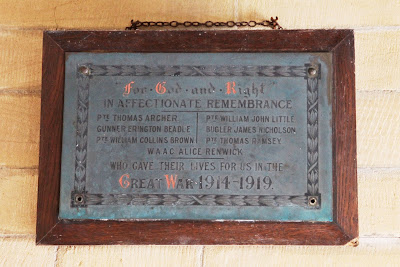 "For God and Right"
IN AFFECTIONATE REMEMBRANCE
PTE THOMAS ARCHER
GUNNER ERINGTON BEADLE
PTE WILLIAM COLLINS BROWN
PTE WILLIAM JOHN LITTLE
BUGLER JAMES NICHOLSON
PTE THOMAS RAMSEY
W.A.A.C. ALICE RENWICK
WHO GAVE THEIR LIVES FOR US IN THE
GREAT WAR 1914-1919.